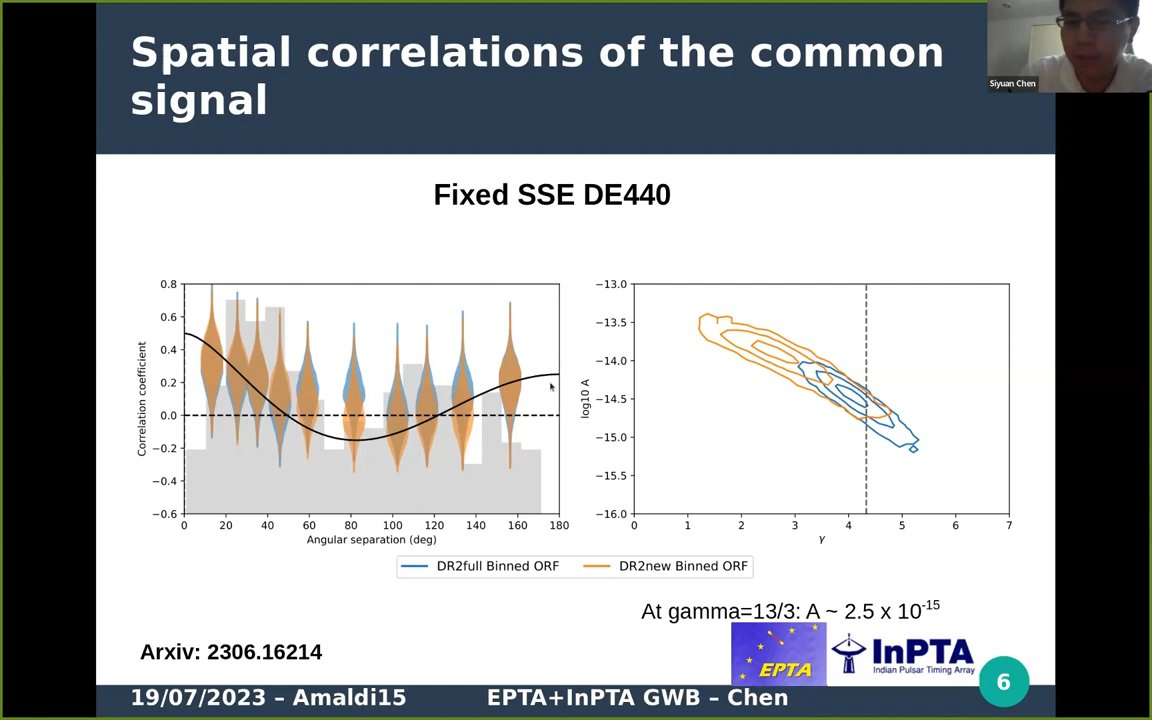 Spatial correlations of the common
signal
Siyuan Chen
Fixed SSE DE440
Correlation coefficient
0.8
0.6
0.4
0.2
0.0
−0.2
−0.4
−0.6
0 20 40 60 80 100 120 140 160 180
Angular separation (deg)
log10 A
−13.0
−13.5
−14.0
−14.5
−15.0
−15.5
−16.0
0 1 2 3 4 5 6 7
γ
DR2full Binned ORF DR2new Binned ORF
At gamma=13/3: A ~ 2.5 x 10⁻¹⁵
Arxiv: 2306.16214
EPTA
InPTA
Indian Pulsar Timing Array
19/07/2023 – Amaldi15 EPTA+InPTA GWB – Chen 6